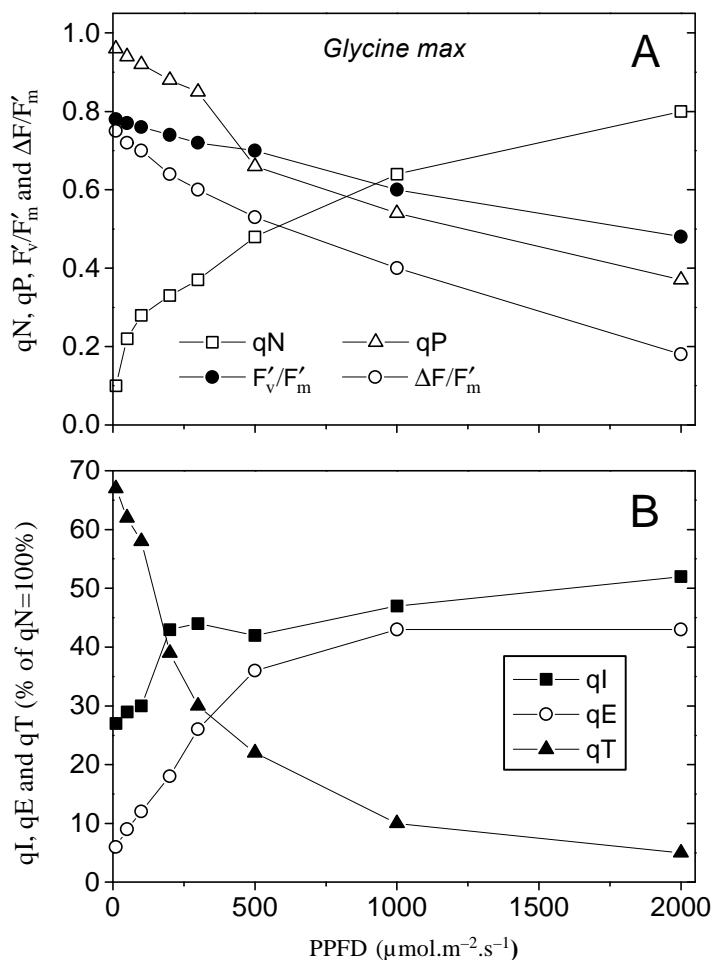 Glycine max
A
1.0
0.8
0.6
0.4
0.2
0.0
qN, qP, F′v/F′m and ΔF/F′m
qN
qP
F′v/F′m
ΔF/F′m
B
70
60
50
40
30
20
10
0
qI, qE and qT (% of qN=100%)
qI
qE
qT
0 500 1000 1500 2000
PPFD (µmol.m⁻².s⁻¹)